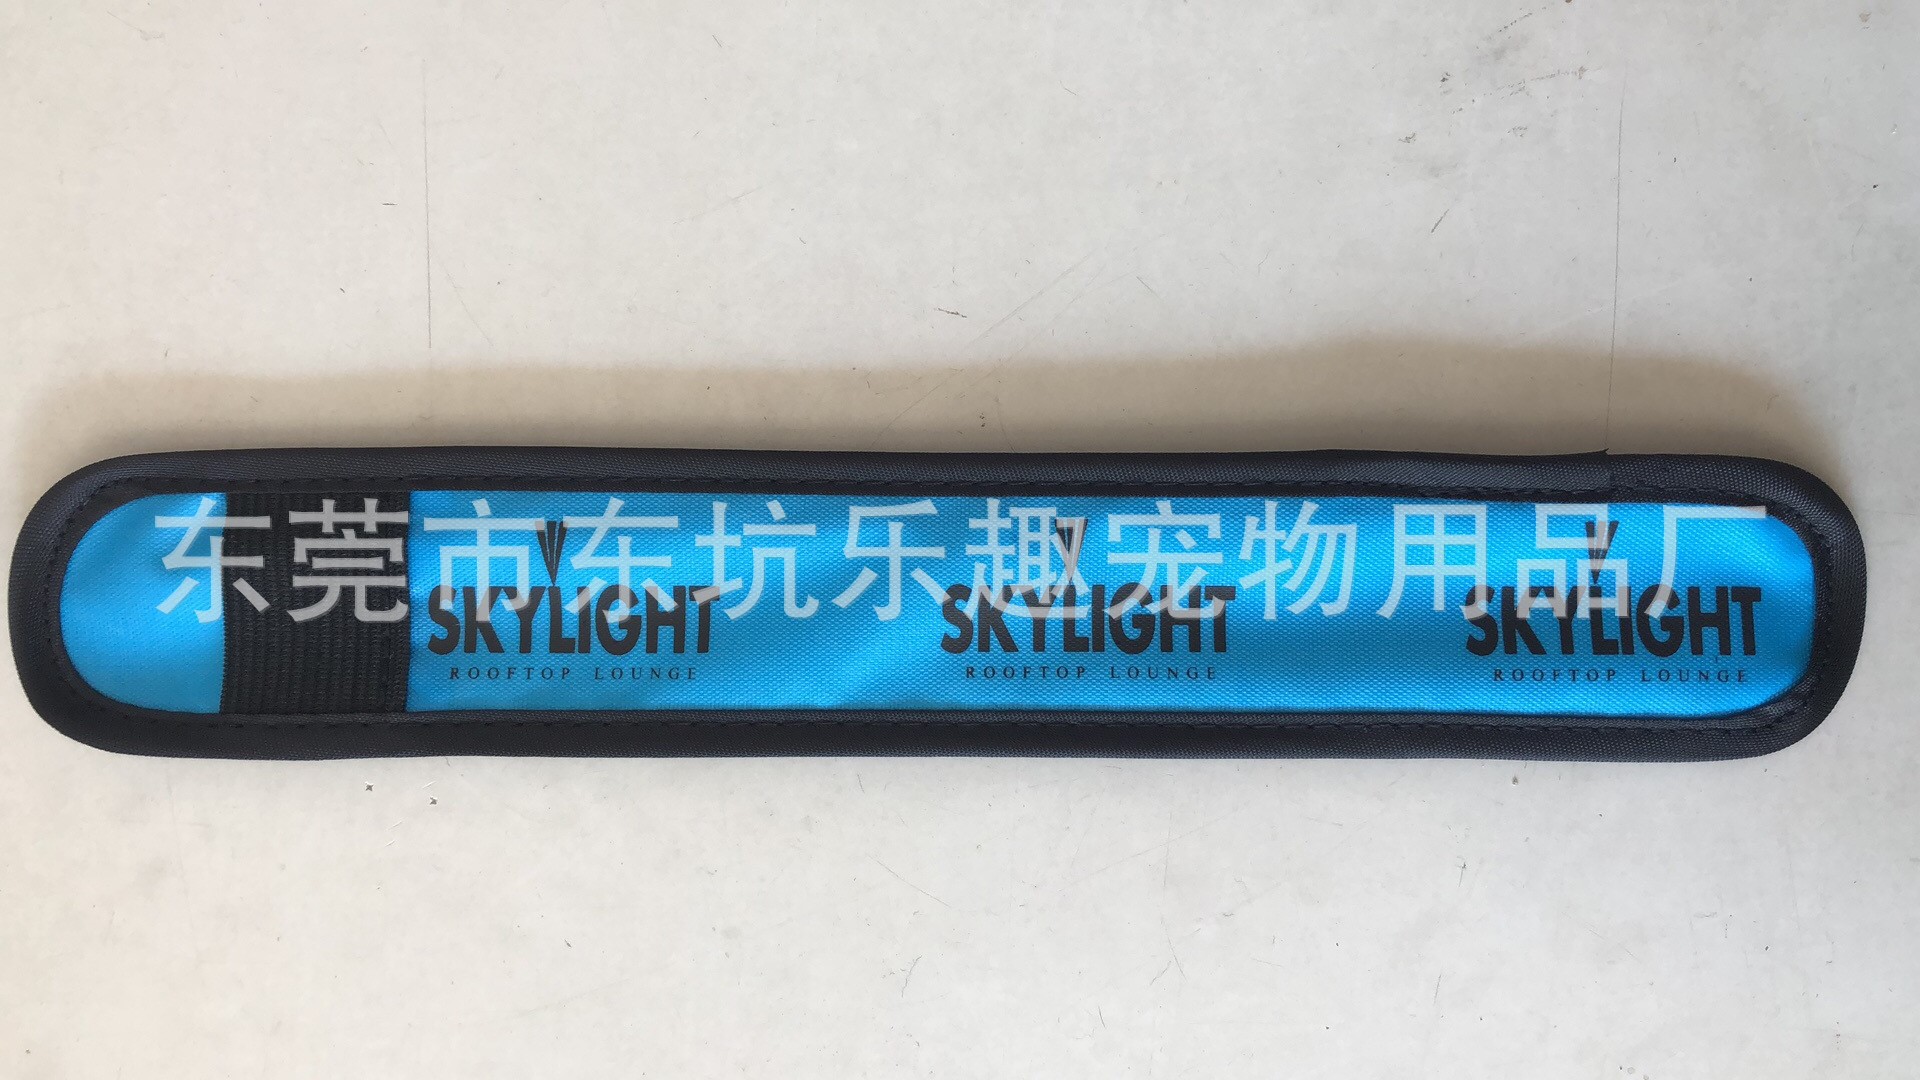 东莞市东坑乐趣宠物用品厂
SKYLIGHT SKYLIGHT SKYLIGHT
ROOFTOP LOUNGE ROOFTOP LOUNGE ROOFTOP LOUNGE